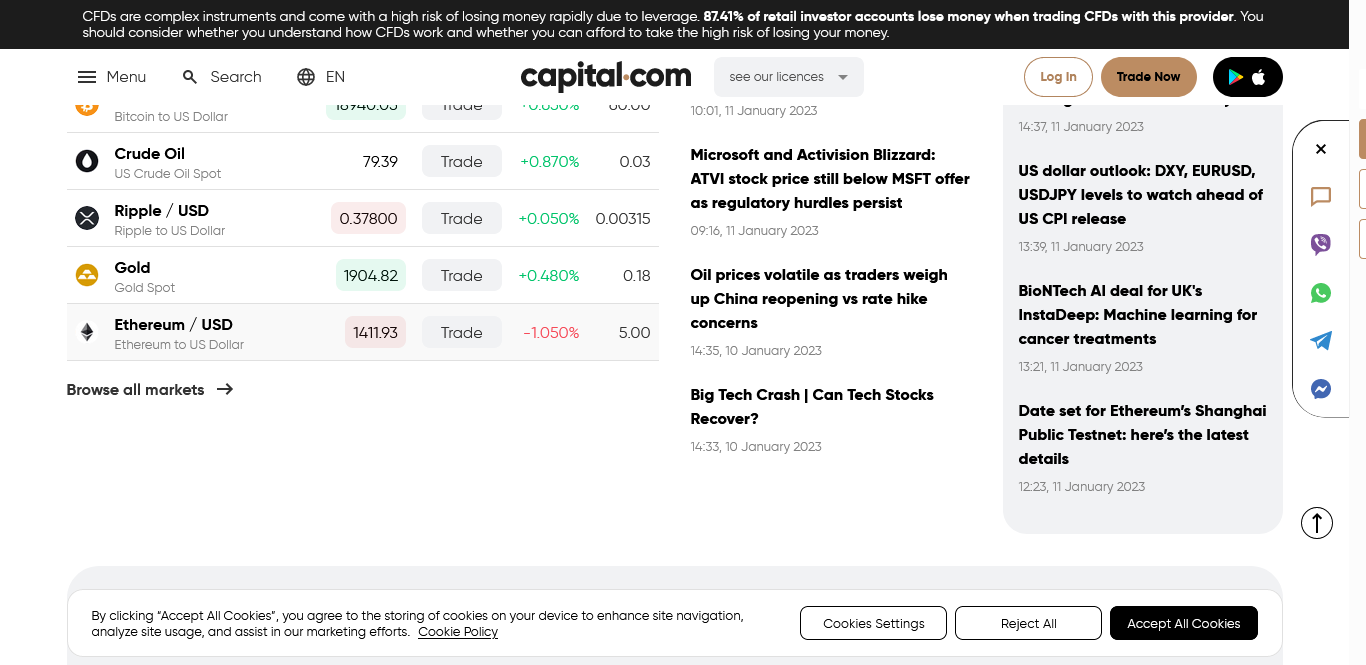 CFDs are complex instruments and come with a high risk of losing money rapidly due to leverage. 87.41% of retail investor accounts lose money when trading CFDs with this provider. You
should consider whether you understand how CFDs work and whether you can afford to take the high risk of losing your money.
Menu
Search
EN
capital.com
see our licences
Log In
Trade Now
Bitcoin to US Dollar
Crude Oil
US Crude Oil Spot
79.39
Trade
+0.870%
0.03
Ripple / USD
Ripple to US Dollar
0.37800
Trade
+0.050%
0.00315
Gold
Gold Spot
1904.82
Trade
+0.480%
0.18
Ethereum / USD
Ethereum to US Dollar
1411.93
Trade
-1.050%
5.00
Browse all markets
10:01, 11 January 2023
Microsoft and Activision Blizzard:
ATVI stock price still below MSFT offer
as regulatory hurdles persist
09:16, 11 January 2023
Oil prices volatile as traders weigh
up China reopening vs rate hike
concerns
14:35, 10 January 2023
Big Tech Crash | Can Tech Stocks
Recover?
14:33, 10 January 2023
14:37, 11 January 2023
US dollar outlook: DXY, EURUSD,
USDJPY levels to watch ahead of
US CPI release
13:39, 11 January 2023
BioNTech AI deal for UK's
InstaDeep: Machine learning for
cancer treatments
13:21, 11 January 2023
Date set for Ethereum’s Shanghai
Public Testnet: here’s the latest
details
12:23, 11 January 2023
By clicking “Accept All Cookies”, you agree to the storing of cookies on your device to enhance site navigation,
analyze site usage, and assist in our marketing efforts. Cookie Policy
Cookies Settings
Reject All
Accept All Cookies